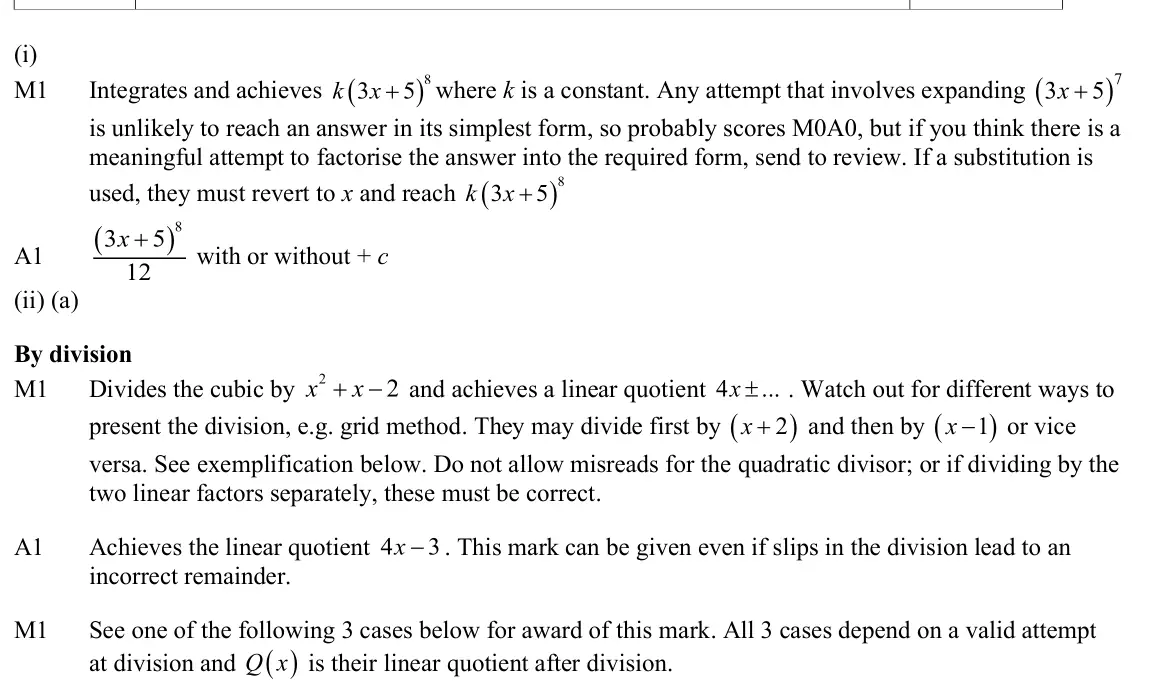 (i)
M1 Integrates and achieves k(3x+5)⁸ where k is a constant. Any attempt that involves expanding (3x+5)⁷
is unlikely to reach an answer in its simplest form, so probably scores M0A0, but if you think there is a
meaningful attempt to factorise the answer into the required form, send to review. If a substitution is
used, they must revert to x and reach k(3x+5)⁸
A1 (3x+5)⁸/12 with or without + c
(ii) (a)
By division
M1 Divides the cubic by x²+x−2 and achieves a linear quotient 4x±... . Watch out for different ways to
present the division, e.g. grid method. They may divide first by (x+2) and then by (x−1) or vice
versa. See exemplification below. Do not allow misreads for the quadratic divisor; or if dividing by the
two linear factors separately, these must be correct.
A1 Achieves the linear quotient 4x−3. This mark can be given even if slips in the division lead to an
incorrect remainder.
M1 See one of the following 3 cases below for award of this mark. All 3 cases depend on a valid attempt
at division and Q(x) is their linear quotient after division.